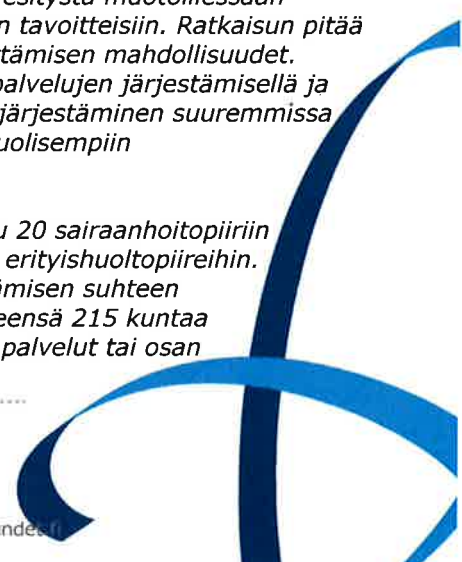 n tavoitteisiin. Ratkaisun pitää
tämisen mahdollisuudet.
palvelujen järjestämisellä ja
järjestäminen suuremmissa
uolisempiin
u 20 sairaanhoitopiiriin
erityishuoltopiireihin.
ämisen suhteen
eensä 215 kuntaa
palvelut tai osan